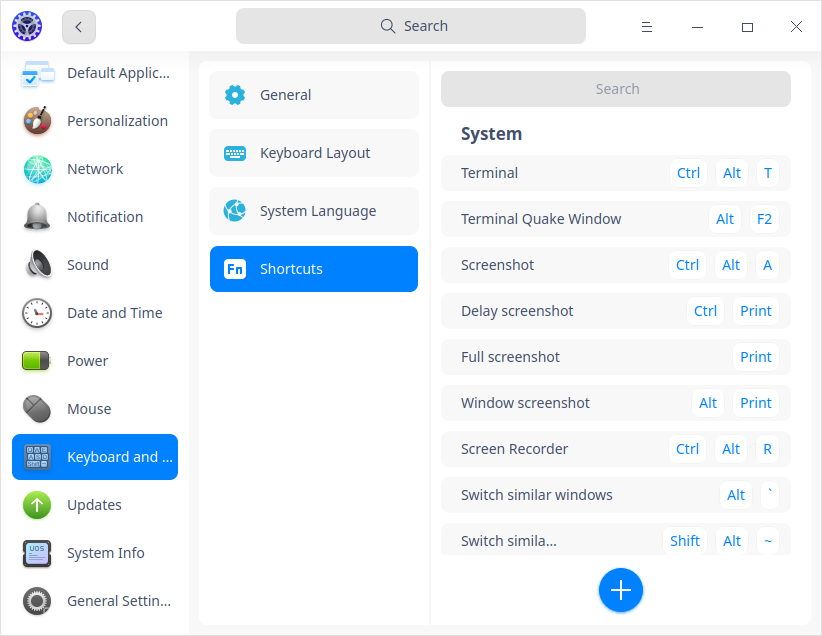 Search
Default Applic...
Personalization
Network
Notification
Sound
Date and Time
Power
Mouse
Keyboard and ...
Updates
System Info
General Settin...
General
Keyboard Layout
System Language
Fn Shortcuts
Search
System
Terminal Ctrl Alt T
Terminal Quake Window Alt F2
Screenshot Ctrl Alt A
Delay screenshot Ctrl Print
Full screenshot Print
Window screenshot Alt Print
Screen Recorder Ctrl Alt R
Switch similar windows Alt `
Switch simila... Shift Alt ~